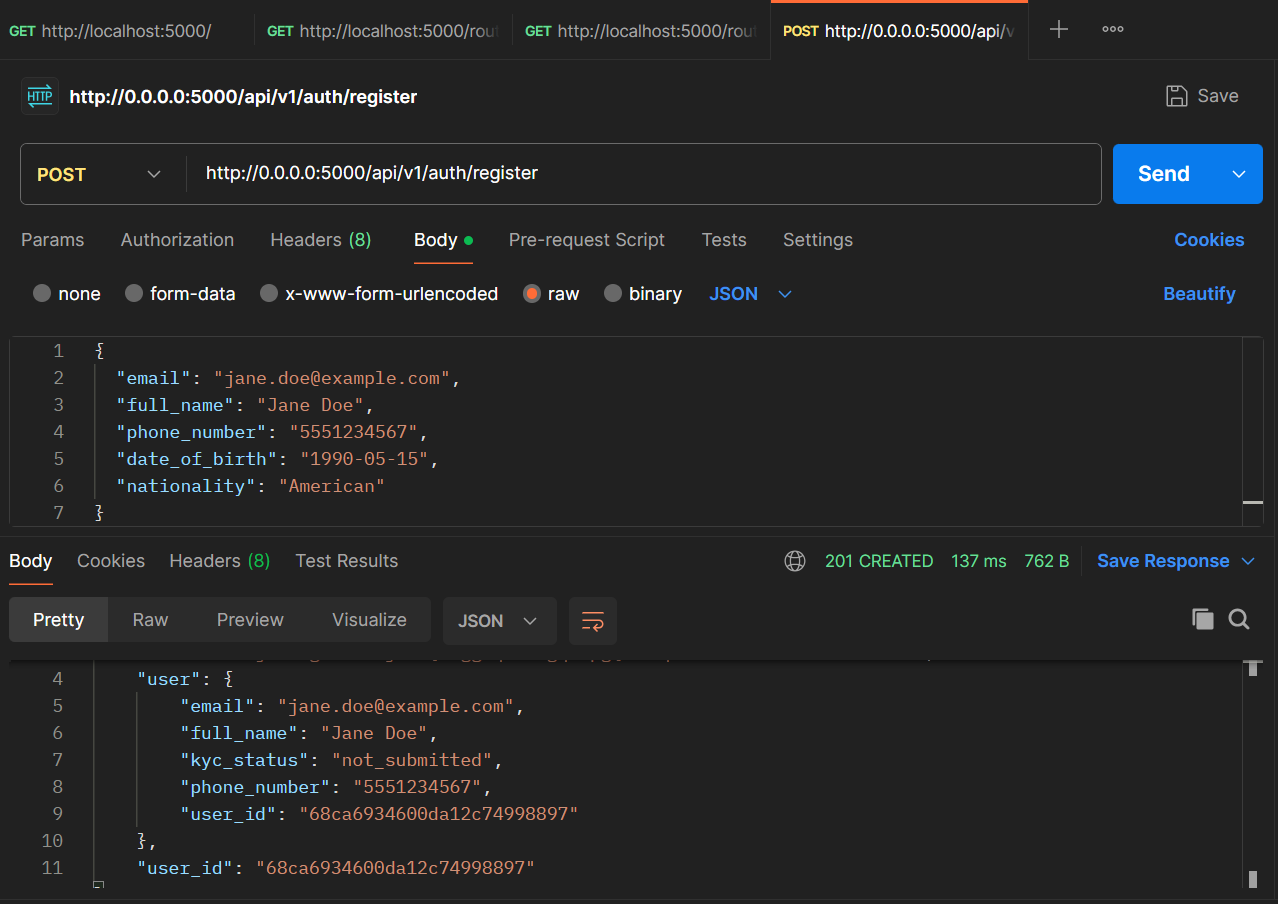 GET http://localhost:5000/ GET http://localhost:5000/rout GET http://localhost:5000/rout POST http://0.0.0.0:5000/api/v
HTTP http://0.0.0.0:5000/api/v1/auth/register Save
POST http://0.0.0.0:5000/api/v1/auth/register Send
Params Authorization Headers (8) Body Pre-request Script Tests Settings Cookies
none form-data x-www-form-urlencoded raw binary JSON Beautify
1 {
2 "email": "jane.doe@example.com",
3 "full_name": "Jane Doe",
4 "phone_number": "5551234567",
5 "date_of_birth": "1990-05-15",
6 "nationality": "American"
7 }
Body Cookies Headers (8) Test Results 201 CREATED 137 ms 762 B Save Response
Pretty Raw Preview Visualize JSON
4 "user": {
5 "email": "jane.doe@example.com",
6 "full_name": "Jane Doe",
7 "kyc_status": "not_submitted",
8 "phone_number": "5551234567",
9 "user_id": "68ca6934600da12c74998897"
10 },
11 "user_id": "68ca6934600da12c74998897"